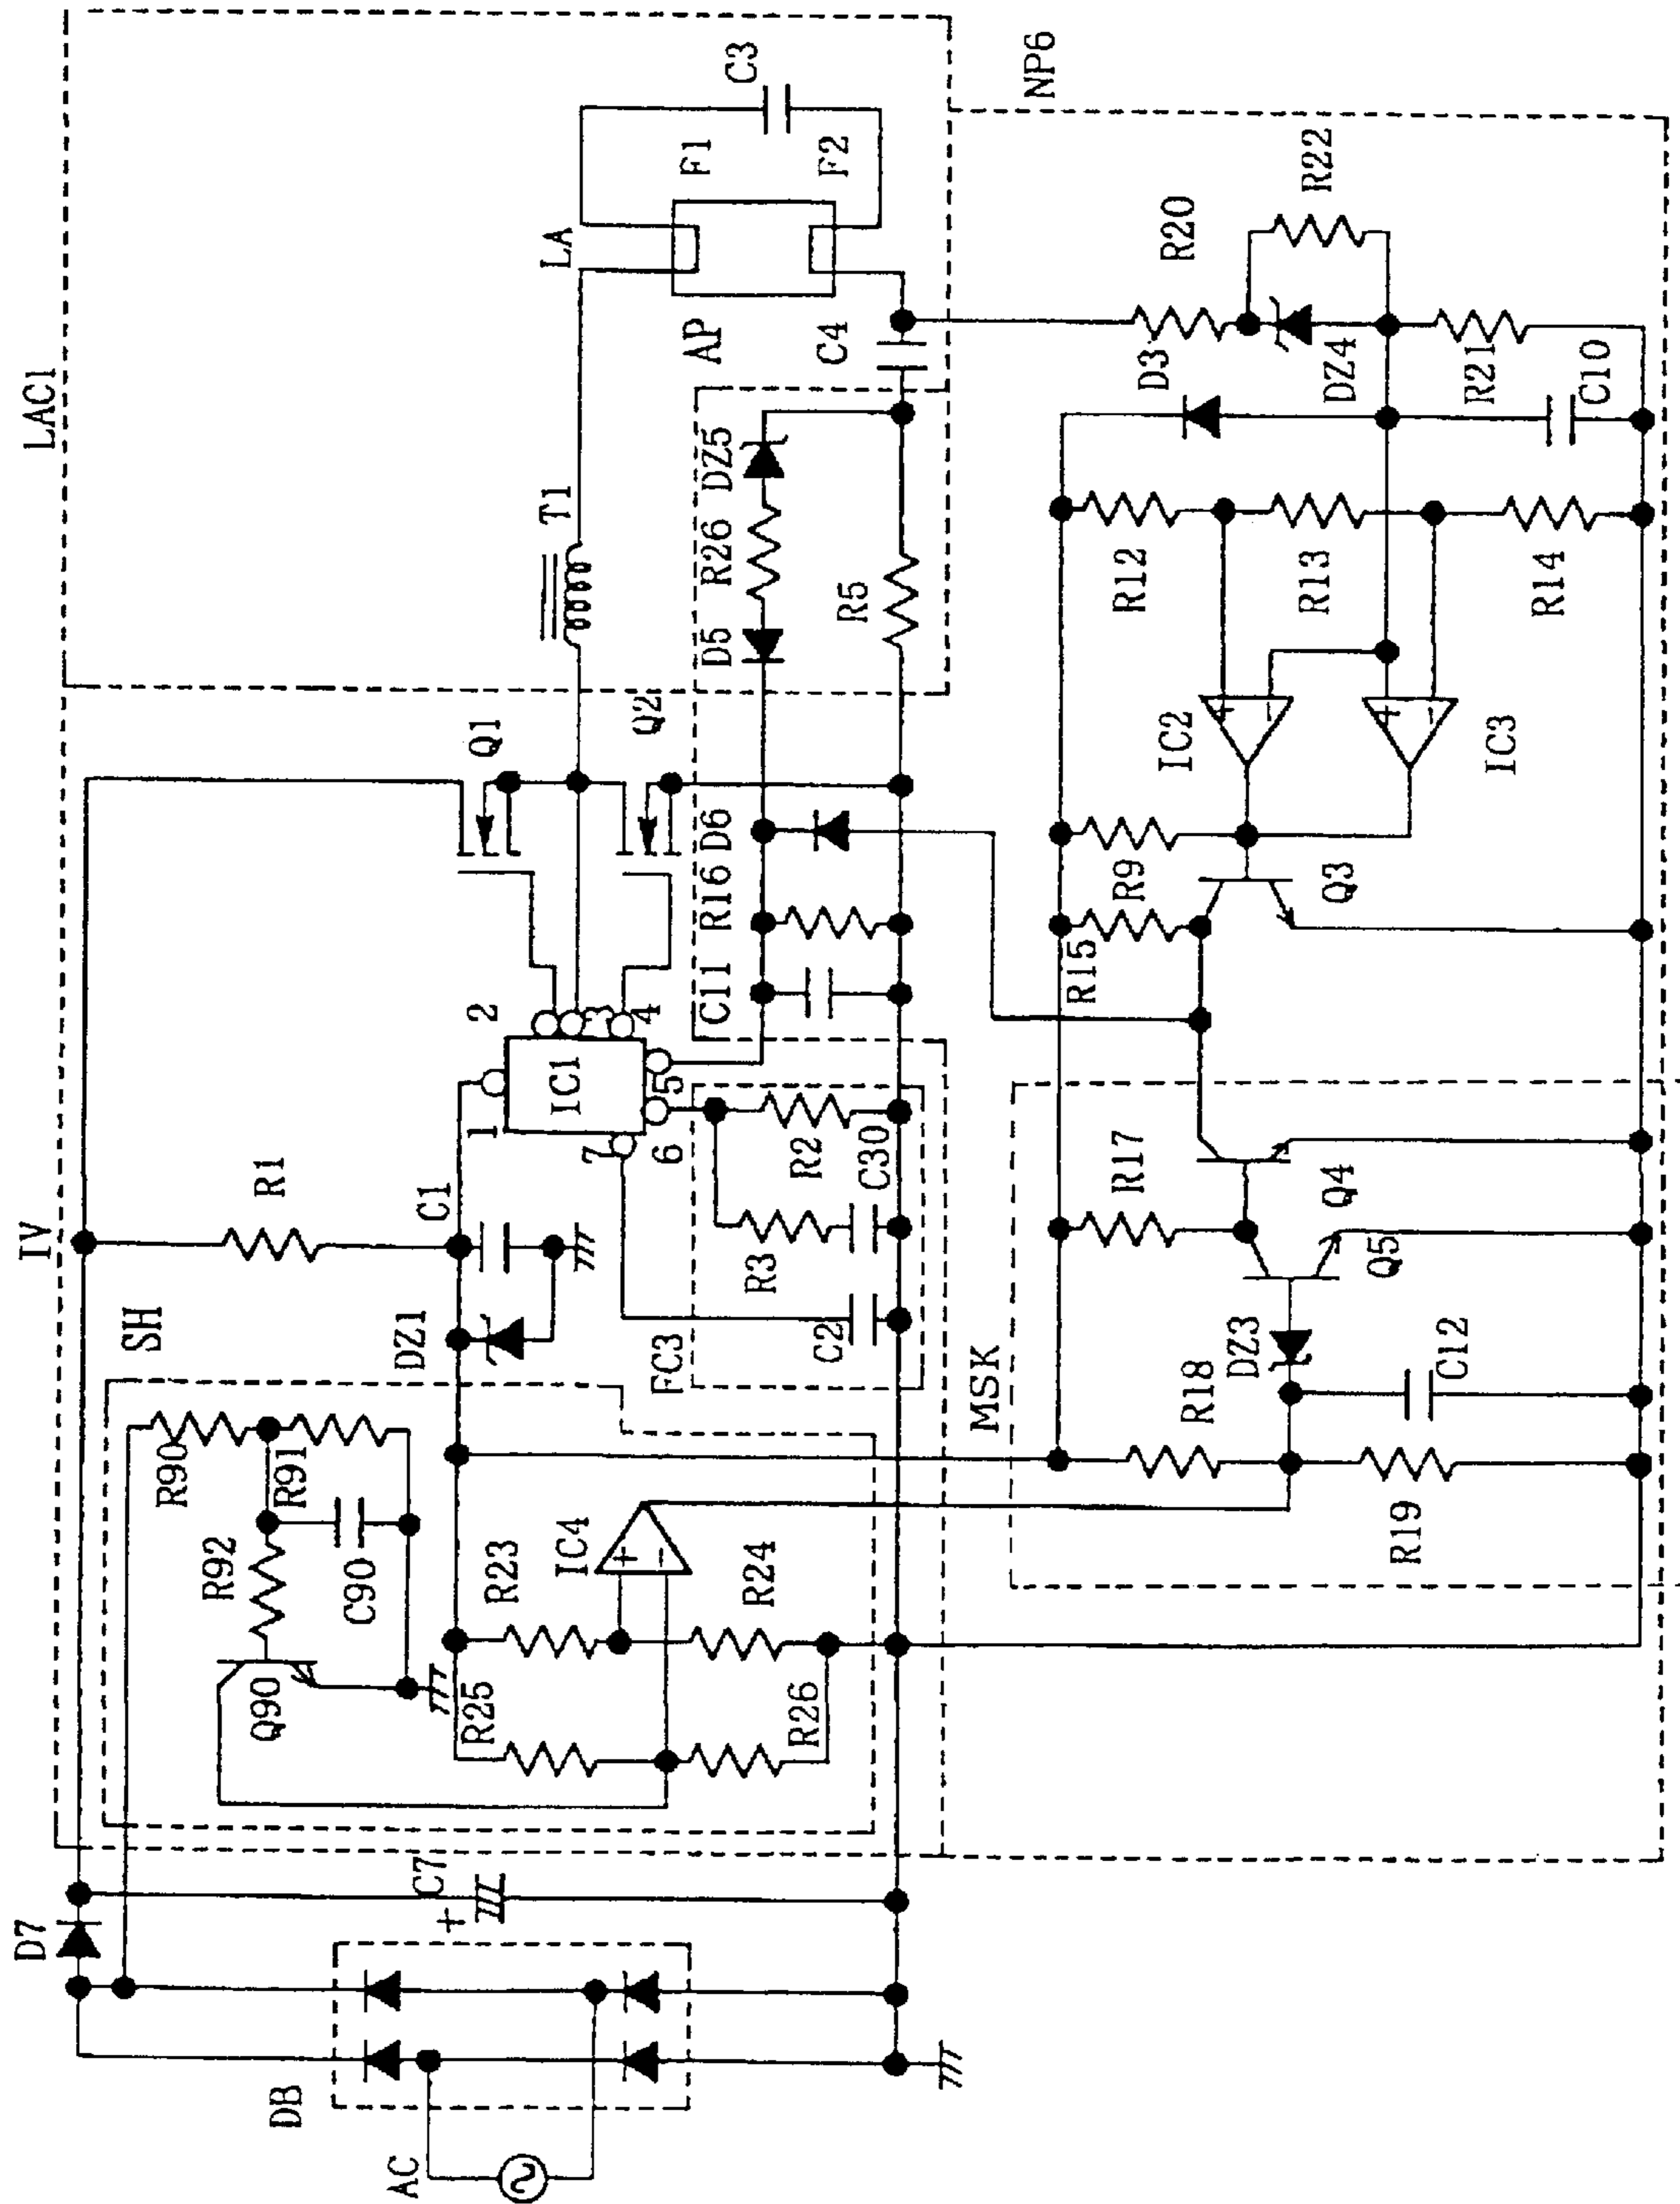 D7
IV
LAC1
SH
R90
R92
Q90
R91
R1
DB
C90
AC
+
C7
DZ1
C1
R25
R23
1
2
Q1
T1
LA
IC4
+
−
IC1
7
3
FC3
6
5
4
Q2
F1
AP
C11
R16
D6
D5
R26
DZ5
C3
R3
R24
R26
C2
R2
C30
R5
C4
F2
MSK
NP6
R15
R9
R12
D3
R20
R17
IC2
+
−
R18
DZ3
R13
DZ4
R22
Q4
Q3
R19
Q5
C12
+
−
IC3
R14
R21
C10